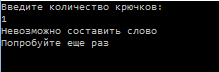 Введите количество крючков:
1
Невозможно составить слово
Попробуйте еще раз